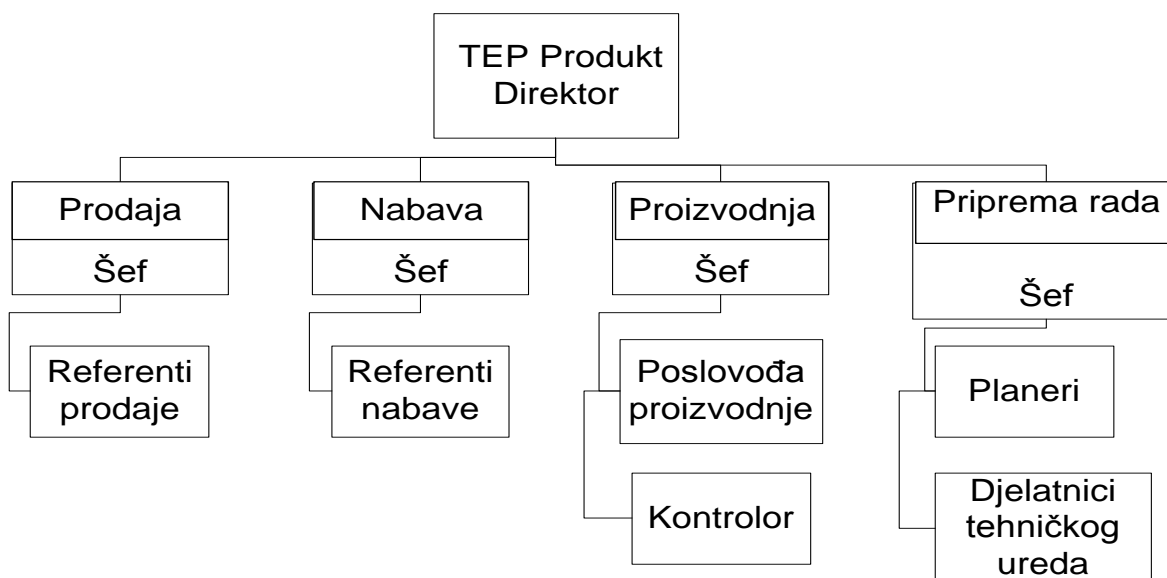 TEP Produkt
Direktor
Prodaja
Šef
Nabava
Šef
Proizvodnja
Šef
Priprema rada
Šef
Referenti
prodaje
Referenti
nabave
Poslovođa
proizvodnje
Planeri
Kontrolor
Djelatnici
tehničkog
ureda